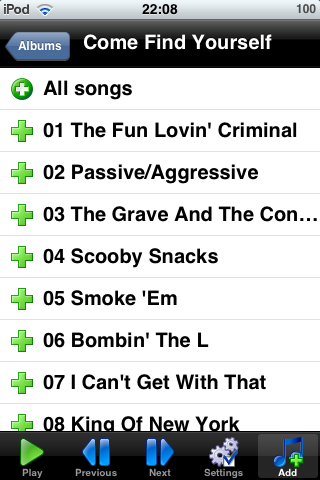 iPod 22:08 100
Albums Come Find Yourself
All songs
01 The Fun Lovin' Criminal
02 Passive/Aggressive
03 The Grave And The Con...
04 Scooby Snacks
05 Smoke 'Em
06 Bombin' The L
07 I Can't Get With That
08 King Of New York
Play Previous Next Settings Add